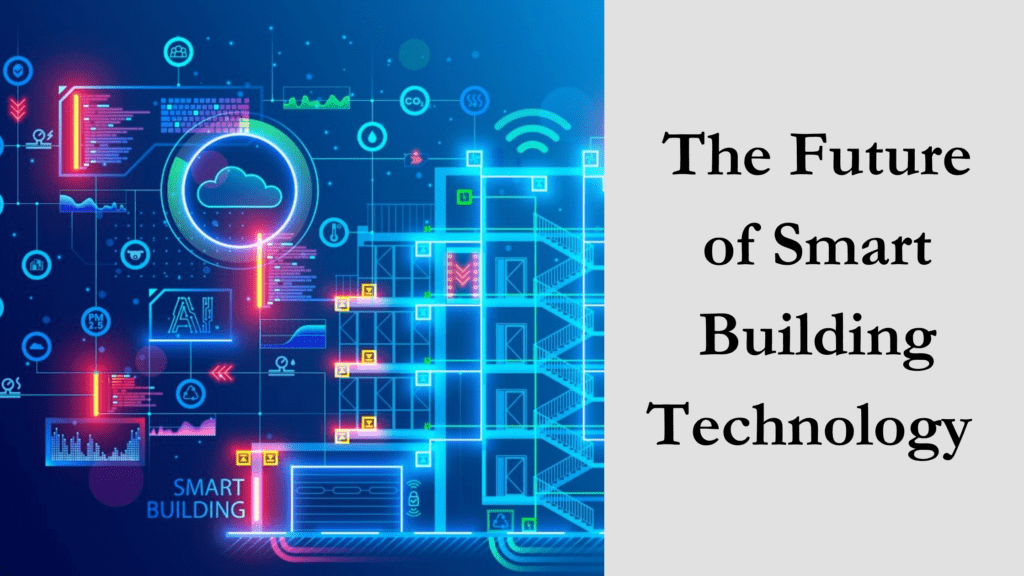 CO₂
AI
PM
2.5
SMART
BUILDING
The Future
of Smart
Building
Technology